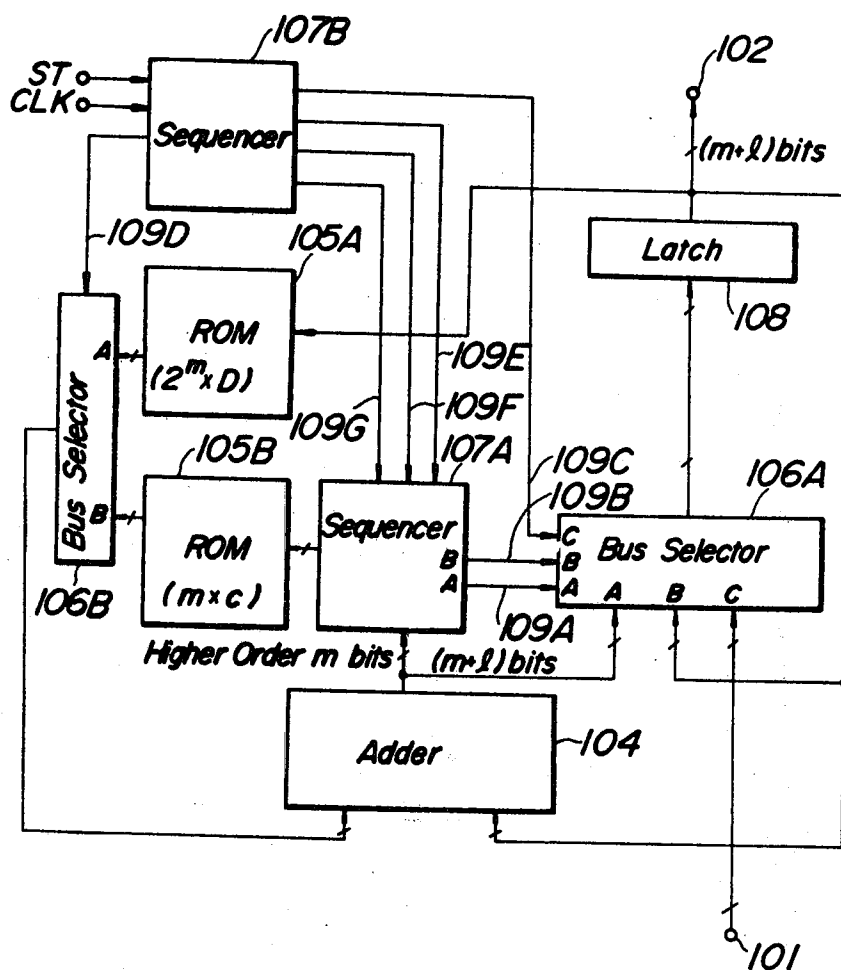 107B
102
ST
CLK
Sequencer
(m+ℓ) bits
109D
105A
Latch
108
A
ROM
(2^m × D)
109E
109F
109G
107A
Bus Selector
105B
109C
109B
106A
B
ROM
(m × c)
Sequencer
B
A
C
B
A
Bus Selector
A
B
C
106B
109A
Higher Order m bits
(m+ℓ) bits
Adder
104
101